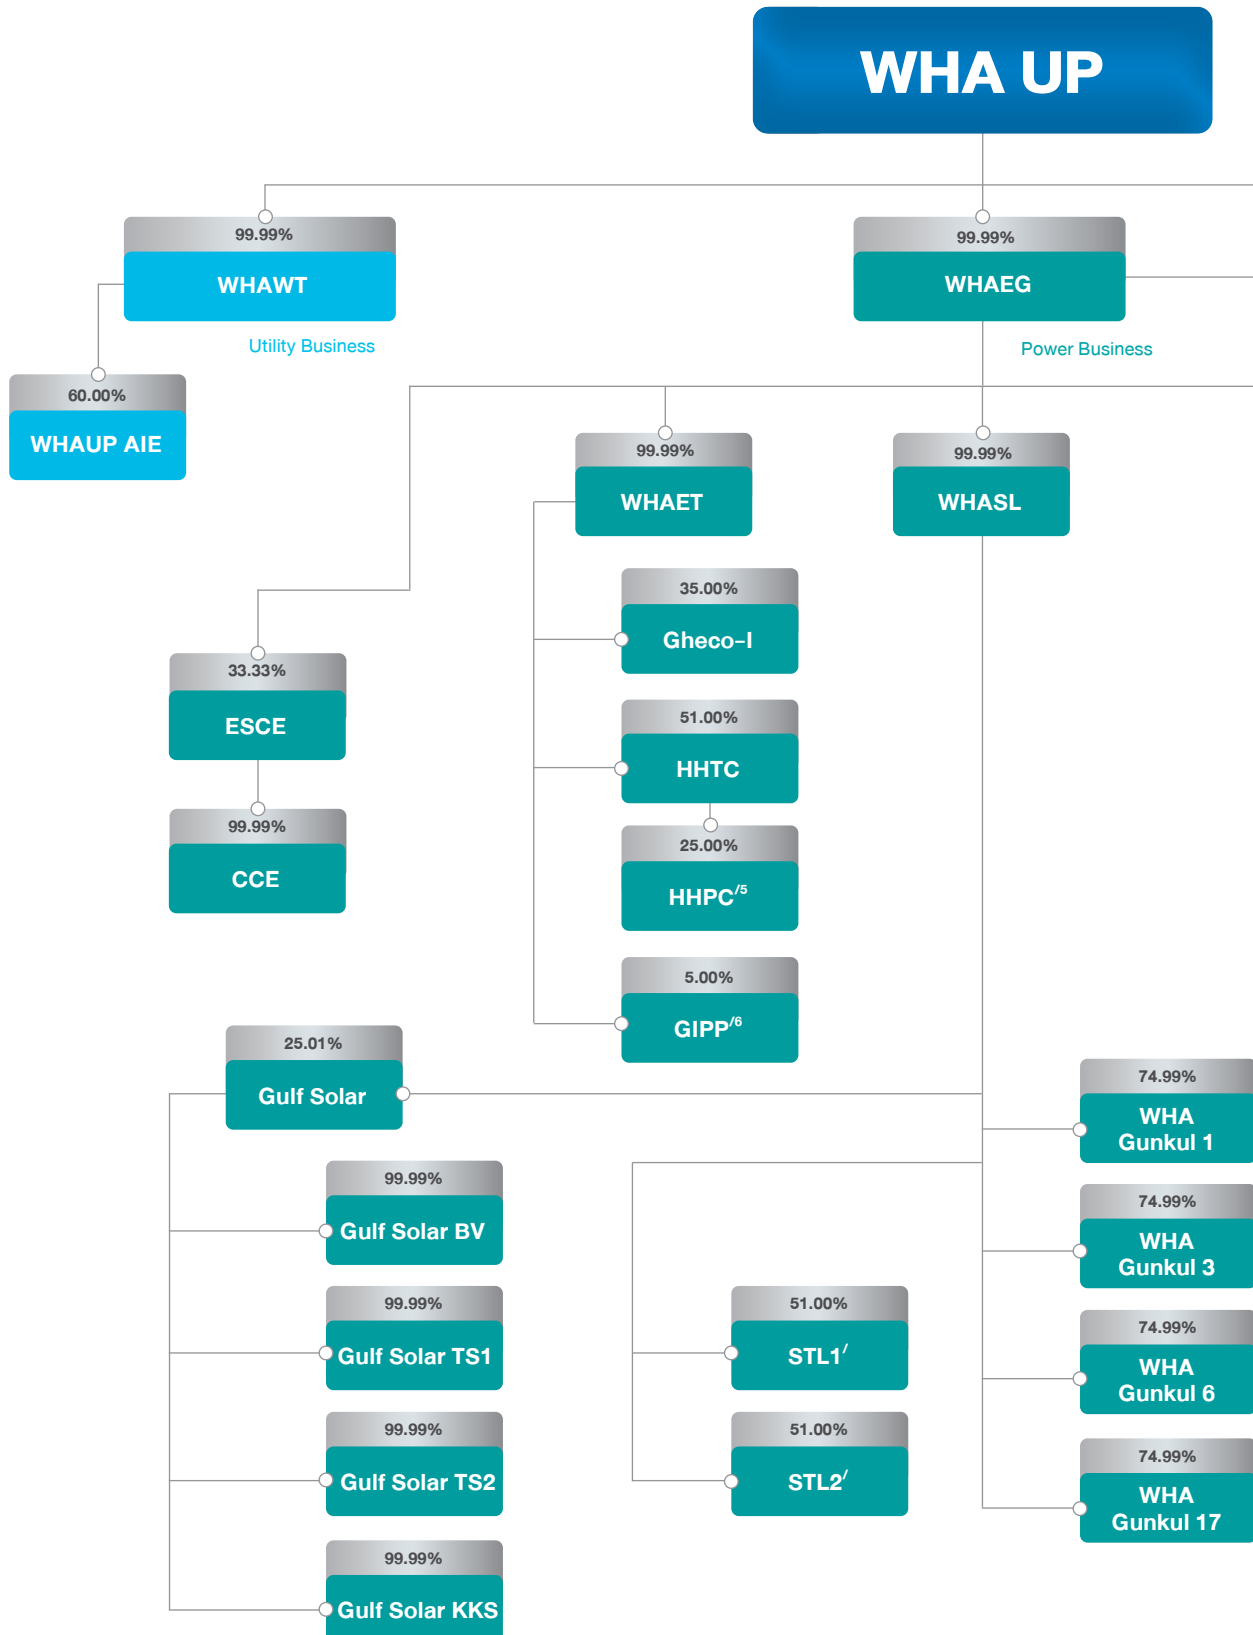 WHA UP
99.99%
WHAWT
Utility Business
60.00%
WHAUP AIE
99.99%
WHAEG
Power Business
99.99%
WHAET
99.99%
WHASL
35.00%
Gheco-I
51.00%
HHTC
25.00%
HHPC/5
5.00%
GIPP/6
33.33%
ESCE
99.99%
CCE
25.01%
Gulf Solar
99.99%
Gulf Solar BV
99.99%
Gulf Solar TS1
99.99%
Gulf Solar TS2
99.99%
Gulf Solar KKS
51.00%
STL1/
51.00%
STL2/
74.99%
WHA
Gunkul 1
74.99%
WHA
Gunkul 3
74.99%
WHA
Gunkul 6
74.99%
WHA
Gunkul 17